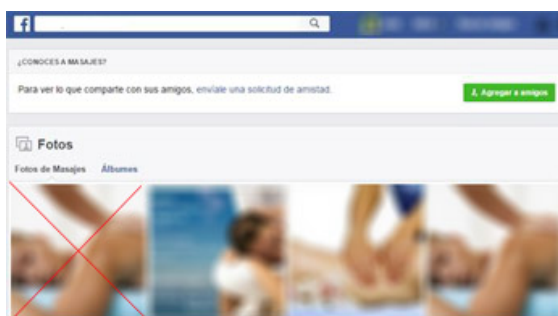 f
¿CONOCES A MASAJES?
Para ver lo que comparte con sus amigos, envíale una solicitud de amistad.
Agregar a amigos
Fotos
Fotos de Masajes Álbumes